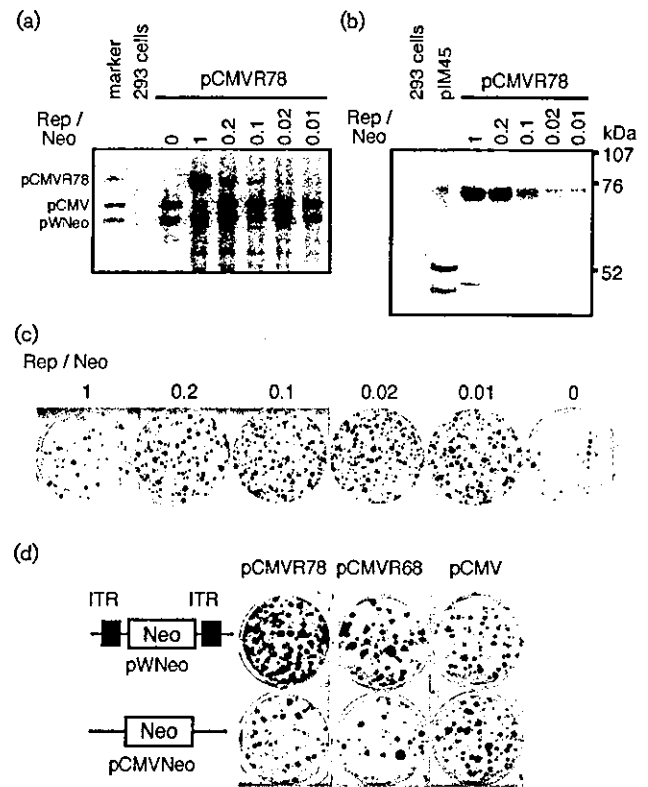 (a)
marker
293 cells
pCMVR78
Rep /
Neo
0
1
0.2
0.1
0.02
0.01
pCMVR78
pCMV
pWNeo
(b)
293 cells
pIM45
pCMVR78
Rep /
Neo
1
0.2
0.1
0.02
0.01
kDa
107
76
52
(c)
Rep / Neo
1 0.2 0.1 0.02 0.01 0
(d)
pCMVR78 pCMVR68 pCMV
ITR ITR
Neo
pWNeo
Neo
pCMVNeo